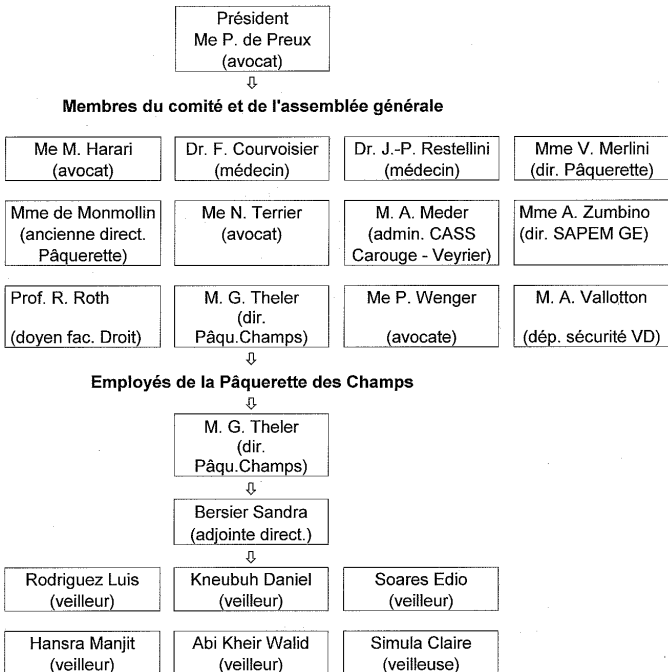 Président
Me P. de Preux
(avocat)
⇩
Membres du comité et de l'assemblée générale
Me M. Harari
(avocat)
Dr. F. Courvoisier
(médecin)
Dr. J.-P. Restellini
(médecin)
Mme V. Merlini
(dir. Pâquerette)
Mme de Monmollin
(ancienne direct.
Pâquerette)
Me N. Terrier
(avocat)
M. A. Meder
(admin. CASS
Carouge - Veyrier)
Mme A. Zumbino
(dir. SAPEM GE)
Prof. R. Roth
(doyen fac. Droit)
M. G. Theler
(dir.
Pâqu.Champs)
Me P. Wenger
(avocate)
M. A. Vallotton
(dép. sécurité VD)
⇩
Employés de la Pâquerette des Champs
⇩
M. G. Theler
(dir.
Pâqu.Champs)
⇩
Bersier Sandra
(adjointe direct.)
⇩
Rodriguez Luis
(veilleur)
Kneubuh Daniel
(veilleur)
Soares Edio
(veilleur)
Hansra Manjit
(veilleur)
Abi Kheir Walid
(veilleur)
Simula Claire
(veilleuse)